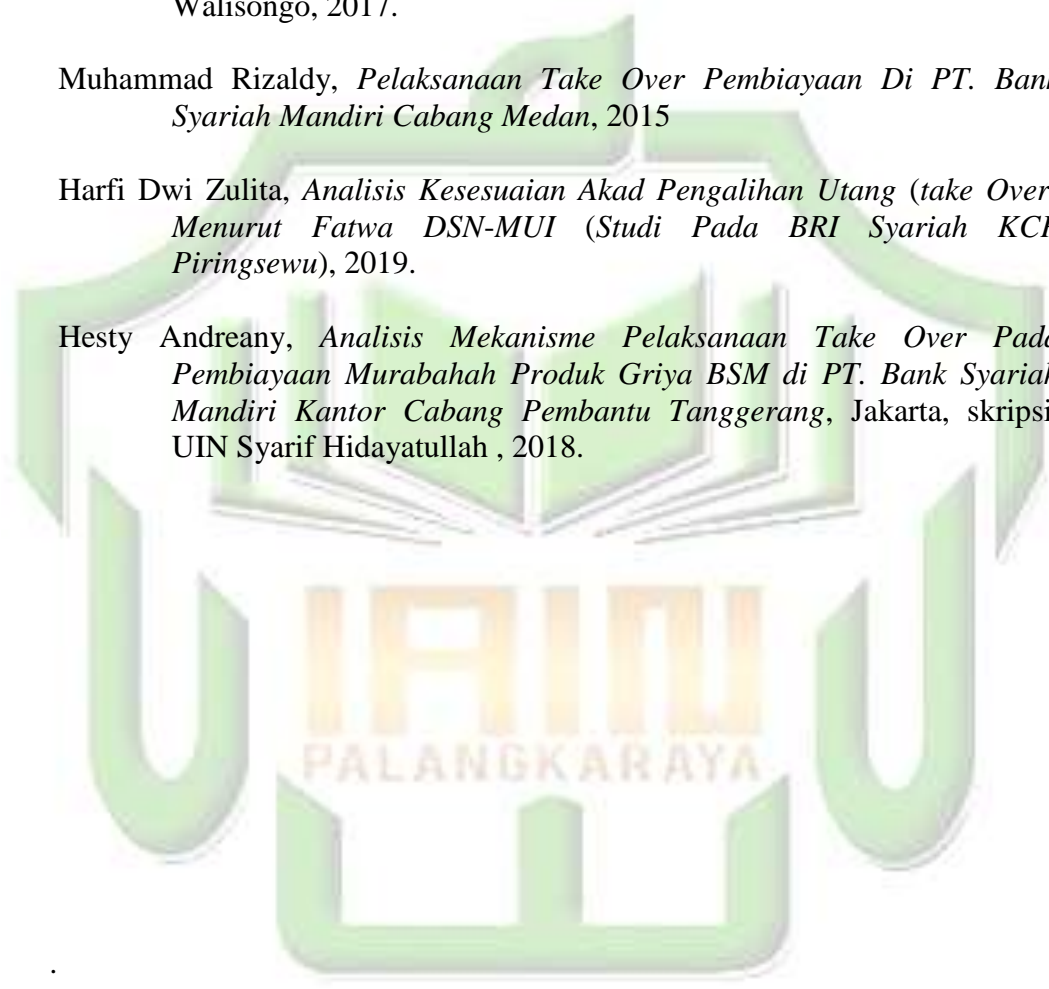 Walisongo, 2017.
Muhammad Rizaldy, Pelaksanaan Take Over Pembiayaan Di PT. Bank
Syariah Mandiri Cabang Medan, 2015
Harfi Dwi Zulita, Analisis Kesesuaian Akad Pengalihan Utang (take Over
Menurut Fatwa DSN-MUI (Studi Pada BRI Syariah KCP
Piringsewu), 2019.
Hesty Andreany, Analisis Mekanisme Pelaksanaan Take Over Pada
Pembiayaan Murabahah Produk Griya BSM di PT. Bank Syariah
Mandiri Kantor Cabang Pembantu Tanggerang, Jakarta, skripsi
UIN Syarif Hidayatullah , 2018.
IAIN
PALANGKARAYA
.